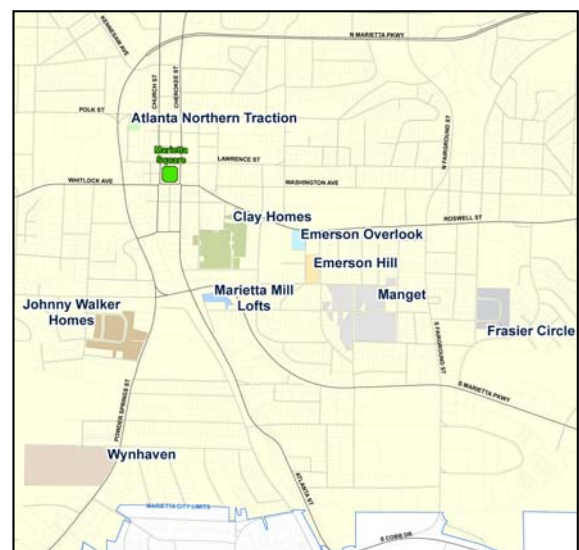 KENNESAW AVE
N MARIETTA PKWY
CHURCH ST
CHEROKEE ST
POLK ST
Atlanta Northern Traction
N FAIRGROUND ST
Marietta
Square
LAWRENCE ST
WHITLOCK AVE
WASHINGTON AVE
Clay Homes
ROSWELL ST
Emerson Overlook
Emerson Hill
Marietta Mill
Lofts
Manget
Johnny Walker
Homes
Frasier Circle
S FAIRGROUND ST
S MARIETTA PKWY
POWDER SPRINGS ST
Wynhaven
ATLANTA ST
MARIETTA CITY LIMITS
S COBB DR